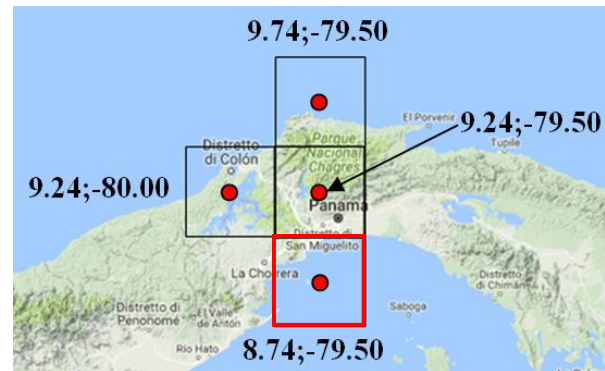 9.74;-79.50
El Porvenir
9.24;-79.50
Tupile
Parque
Nacional
Chagres
Distretto
di Colón
9.24;-80.00
Panama
Distretto di
San Miguelito
La Chorrera
Distretto
di Chimán
Distretto di
Penonomé
El Valle
de Antón
Saboga
Rio Hato
8.74;-79.50